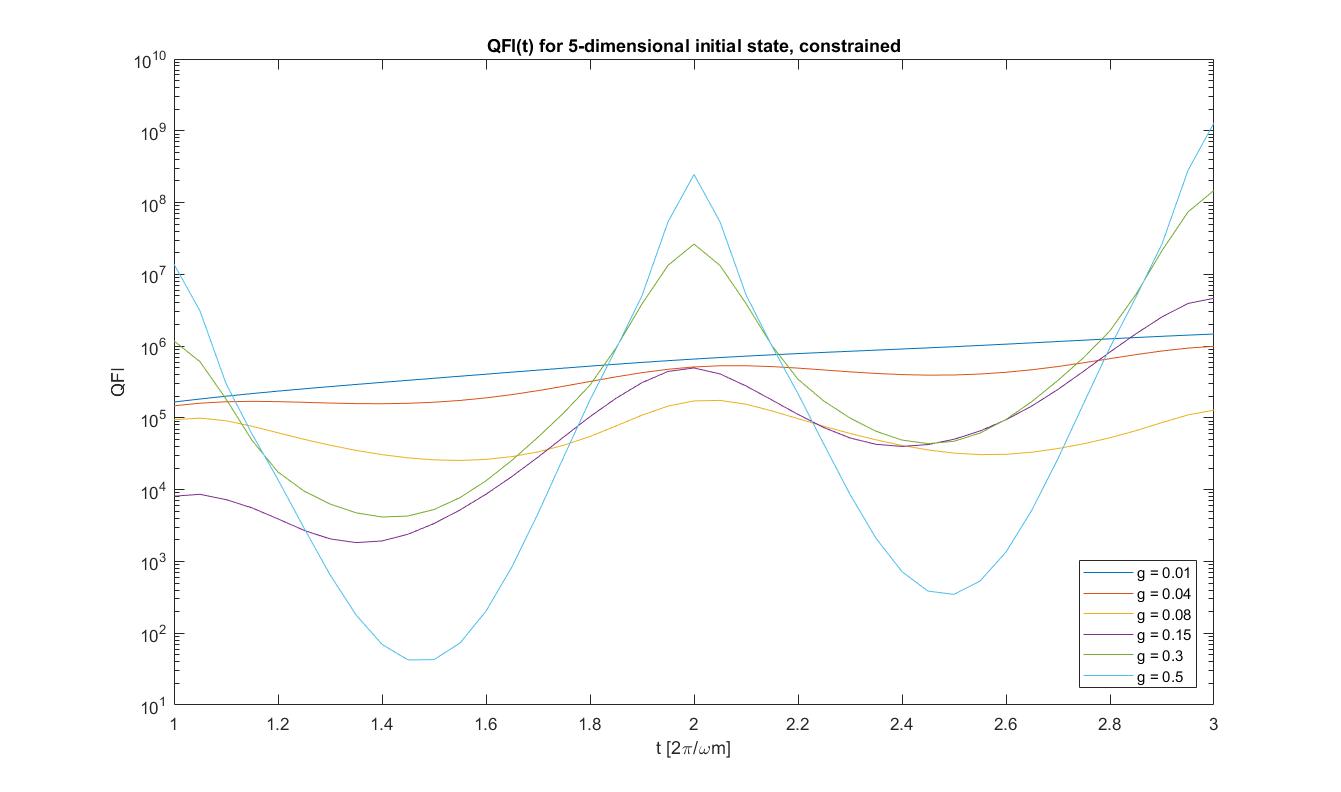 QFI(t) for 5-dimensional initial state, constrained
10^10
10^9
10^8
10^7
10^6
10^5
10^4
10^3
10^2
10^1
QFI
1 1.2 1.4 1.6 1.8 2 2.2 2.4 2.6 2.8 3
t [2π/ωm]
g = 0.01
g = 0.04
g = 0.08
g = 0.15
g = 0.3
g = 0.5